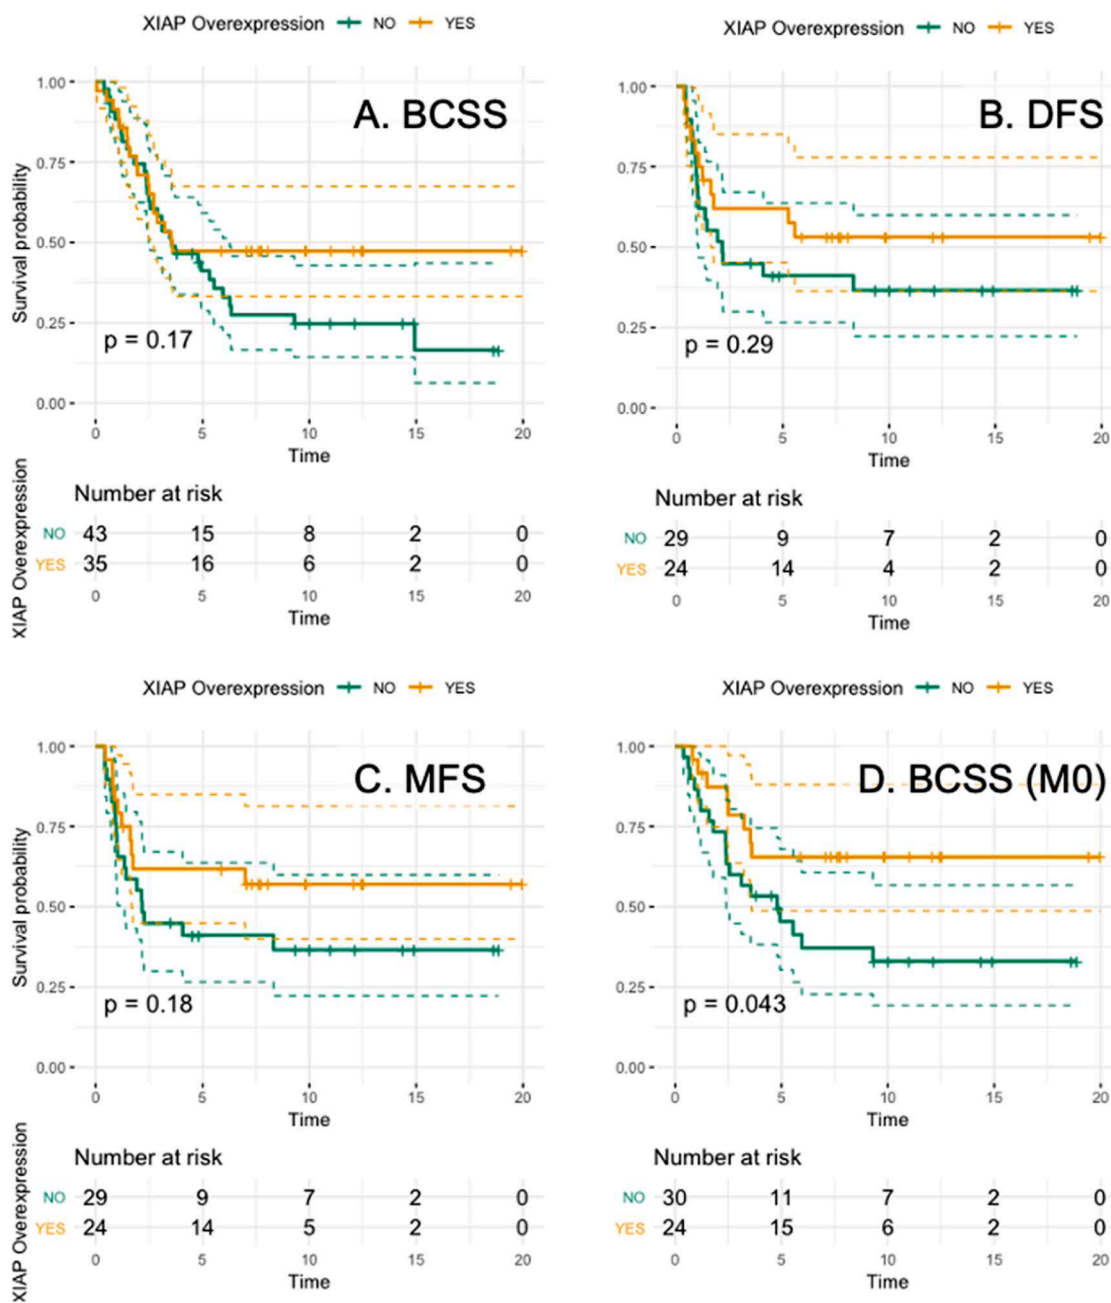 XIAP Overexpression NO YES
A. BCSS
Survival probability
1.00
0.75
0.50
0.25
0.00
p = 0.17
0 5 10 15 20
Time
XIAP Overexpression
Number at risk
NO 43 15 8 2 0
YES 35 16 6 2 0
0 5 10 15 20
Time
XIAP Overexpression NO YES
B. DFS
1.00
0.75
0.50
0.25
0.00
p = 0.29
0 5 10 15 20
Time
Number at risk
NO 29 9 7 2 0
YES 24 14 4 2 0
0 5 10 15 20
Time
XIAP Overexpression NO YES
C. MFS
Survival probability
1.00
0.75
0.50
0.25
0.00
p = 0.18
0 5 10 15 20
Time
XIAP Overexpression
Number at risk
NO 29 9 7 2 0
YES 24 14 5 2 0
0 5 10 15 20
Time
XIAP Overexpression NO YES
D. BCSS (M0)
1.00
0.75
0.50
0.25
0.00
p = 0.043
0 5 10 15 20
Time
Number at risk
NO 30 11 7 2 0
YES 24 15 6 2 0
0 5 10 15 20
Time